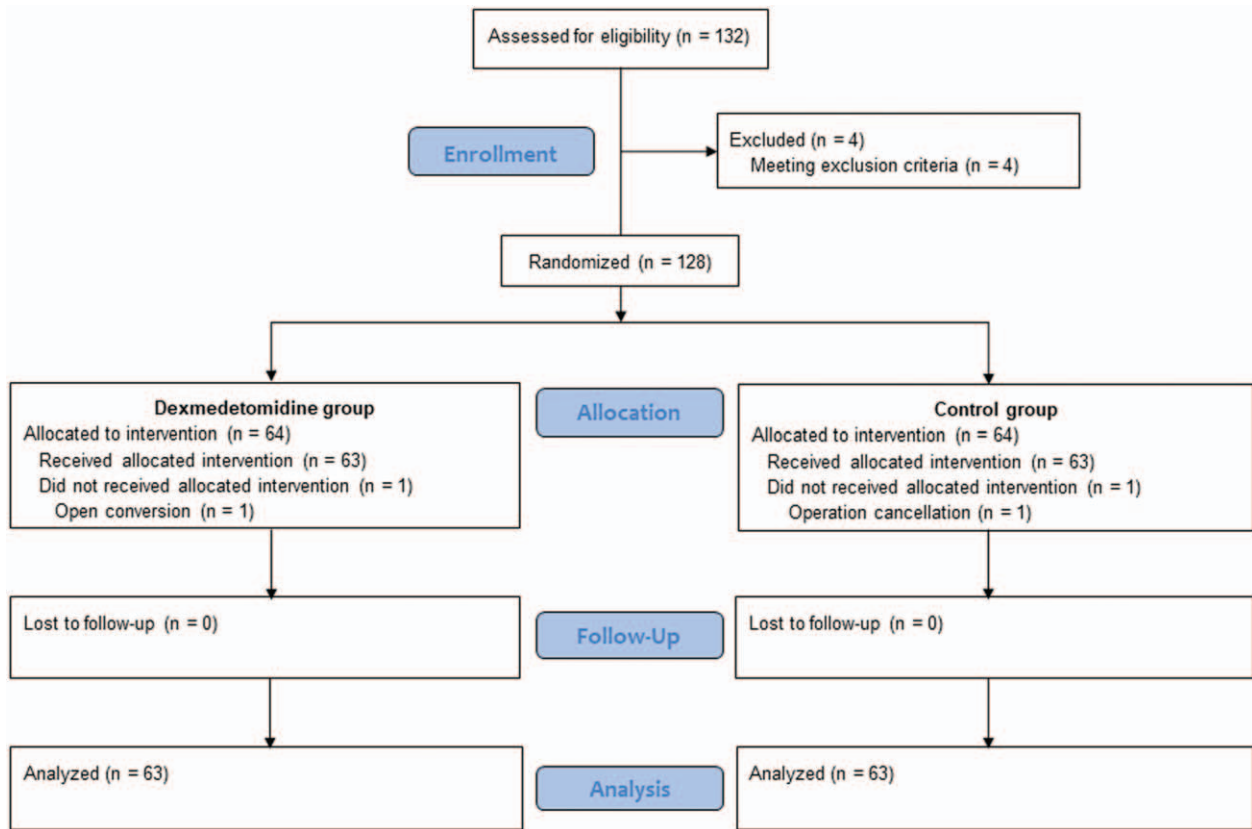 Assessed for eligibility (n = 132)
Enrollment
Excluded (n = 4)
Meeting exclusion criteria (n = 4)
Randomized (n = 128)
Dexmedetomidine group
Allocated to intervention (n = 64)
Received allocated intervention (n = 63)
Did not received allocated intervention (n = 1)
Open conversion (n = 1)
Allocation
Control group
Allocated to intervention (n = 64)
Received allocated intervention (n = 63)
Did not received allocated intervention (n = 1)
Operation cancellation (n = 1)
Lost to follow-up (n = 0)
Follow-Up
Lost to follow-up (n = 0)
Analyzed (n = 63)
Analysis
Analyzed (n = 63)